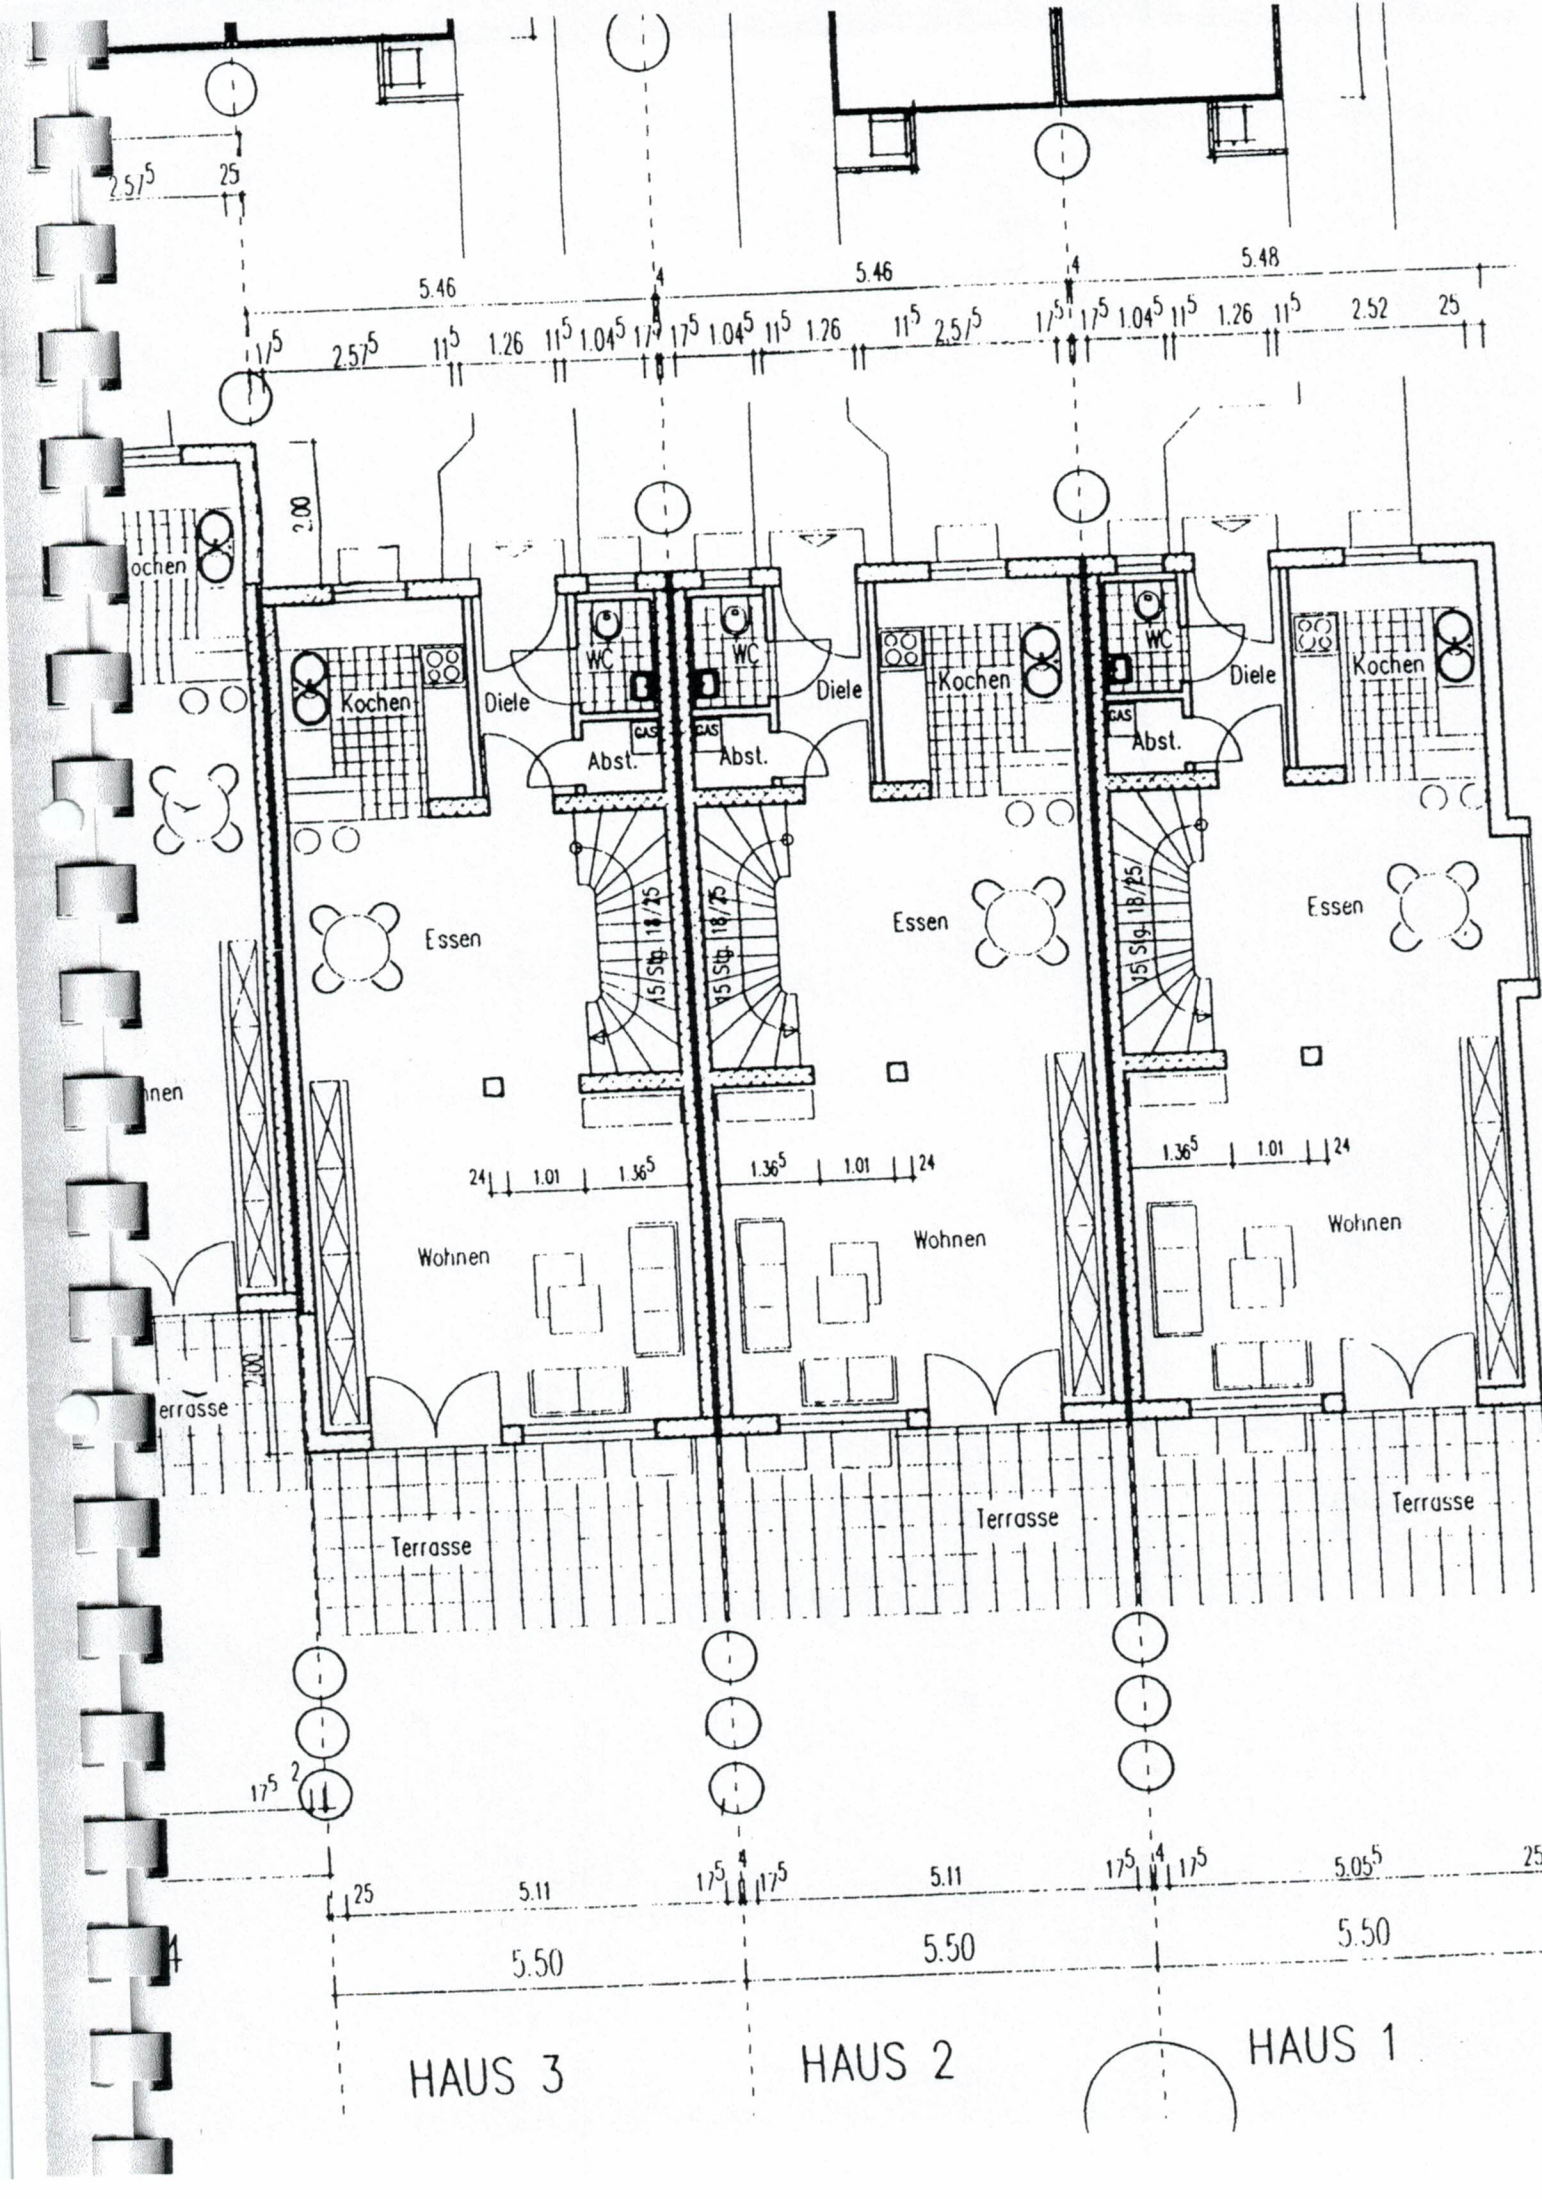 2.57⁵ 25
5.46 4 5.46 4 5.48
17⁵ 2.57⁵ 11⁵ 1.26 11⁵ 1.04⁵ 17⁵ 17⁵ 1.04⁵ 11⁵ 1.26 11⁵ 2.57⁵ 17⁵ 17⁵ 1.04⁵ 11⁵ 1.26 11⁵ 2.52 25
2.00
ochen
WC WC WC
Kochen Diele Diele Kochen Diele Kochen
GAS GAS GAS
Abst. Abst. Abst.
Essen Essen Essen
15 Stg. 18/25 15 Stg. 18/25 15 Stg. 18/25
nnen
24 1.01 1.36⁵ 1.36⁵ 1.01 24 1.36⁵ 1.01 24
Wohnen Wohnen Wohnen
2.00
errasse
Terrasse Terrasse Terrasse
17⁵ 2
25 5.11 17⁵ 4 17⁵ 5.11 17⁵ 4 17⁵ 5.05⁵ 25
5.50 5.50 5.50
HAUS 3 HAUS 2 HAUS 1